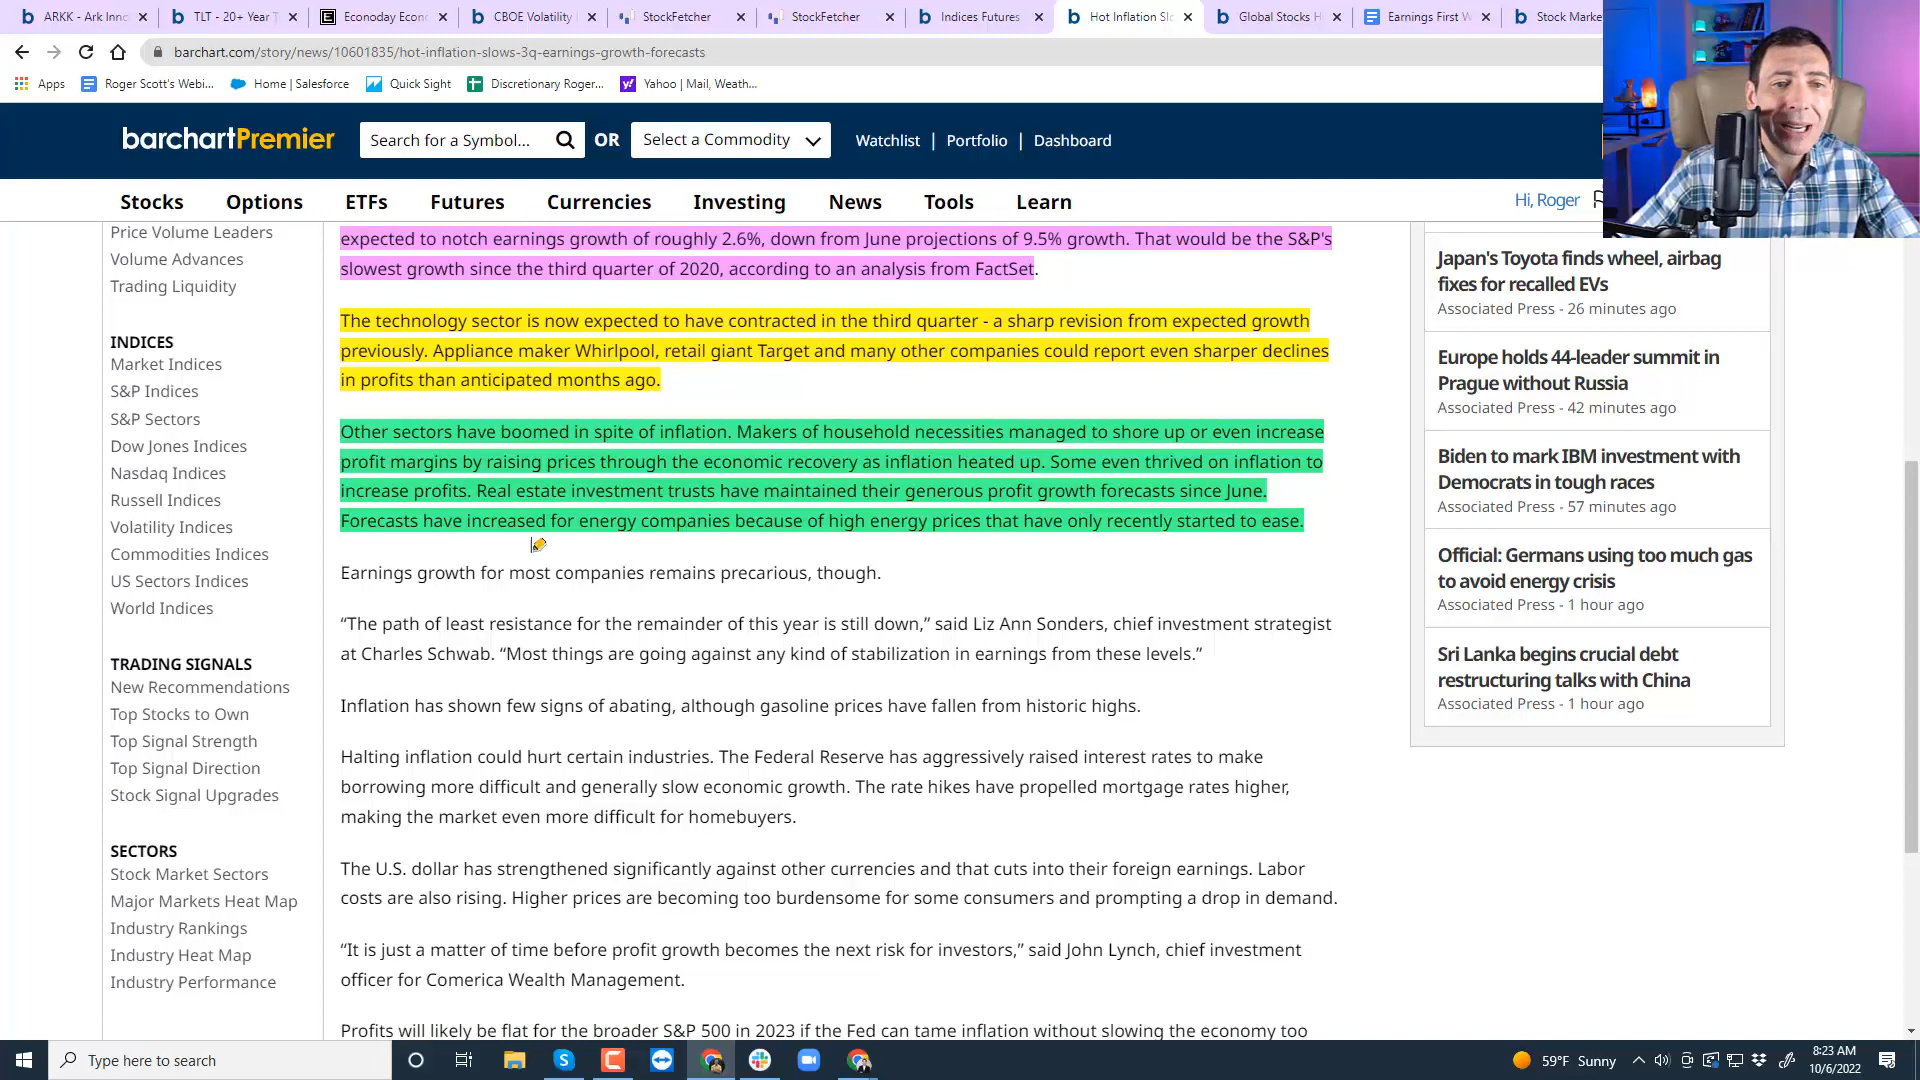 ARKK - Ark Inno
TLT - 20+ Year T
Econoday Econ
CBOE Volatility
StockFetcher
StockFetcher
Indices Futures
Hot Inflation Slo
Global Stocks H
Earnings First W
Stock Marke
barchart.com/story/news/10601835/hot-inflation-slows-3q-earnings-growth-forecasts
Apps
Roger Scott's Webi...
Home | Salesforce
Quick Sight
Discretionary Roger...
Yahoo | Mail, Weath...
barchartPremier
Search for a Symbol...
OR
Select a Commodity
Watchlist | Portfolio | Dashboard
Stocks
Options
ETFs
Futures
Currencies
Investing
News
Tools
Learn
Hi, Roger
Price Volume Leaders
Volume Advances
Trading Liquidity
INDICES
Market Indices
S&P Indices
S&P Sectors
Dow Jones Indices
Nasdaq Indices
Russell Indices
Volatility Indices
Commodities Indices
US Sectors Indices
World Indices
TRADING SIGNALS
New Recommendations
Top Stocks to Own
Top Signal Strength
Top Signal Direction
Stock Signal Upgrades
SECTORS
Stock Market Sectors
Major Markets Heat Map
Industry Rankings
Industry Heat Map
Industry Performance
expected to notch earnings growth of roughly 2.6%, down from June projections of 9.5% growth. That would be the S&P's
slowest growth since the third quarter of 2020, according to an analysis from FactSet.
The technology sector is now expected to have contracted in the third quarter - a sharp revision from expected growth
previously. Appliance maker Whirlpool, retail giant Target and many other companies could report even sharper declines
in profits than anticipated months ago.
Other sectors have boomed in spite of inflation. Makers of household necessities managed to shore up or even increase
profit margins by raising prices through the economic recovery as inflation heated up. Some even thrived on inflation to
increase profits. Real estate investment trusts have maintained their generous profit growth forecasts since June.
Forecasts have increased for energy companies because of high energy prices that have only recently started to ease.
Earnings growth for most companies remains precarious, though.
“The path of least resistance for the remainder of this year is still down,” said Liz Ann Sonders, chief investment strategist
at Charles Schwab. “Most things are going against any kind of stabilization in earnings from these levels.”
Inflation has shown few signs of abating, although gasoline prices have fallen from historic highs.
Halting inflation could hurt certain industries. The Federal Reserve has aggressively raised interest rates to make
borrowing more difficult and generally slow economic growth. The rate hikes have propelled mortgage rates higher,
making the market even more difficult for homebuyers.
The U.S. dollar has strengthened significantly against other currencies and that cuts into their foreign earnings. Labor
costs are also rising. Higher prices are becoming too burdensome for some consumers and prompting a drop in demand.
“It is just a matter of time before profit growth becomes the next risk for investors,” said John Lynch, chief investment
officer for Comerica Wealth Management.
Profits will likely be flat for the broader S&P 500 in 2023 if the Fed can tame inflation without slowing the economy too
Japan's Toyota finds wheel, airbag
fixes for recalled EVs
Associated Press - 26 minutes ago
Europe holds 44-leader summit in
Prague without Russia
Associated Press - 42 minutes ago
Biden to mark IBM investment with
Democrats in tough races
Associated Press - 57 minutes ago
Official: Germans using too much gas
to avoid energy crisis
Associated Press - 1 hour ago
Sri Lanka begins crucial debt
restructuring talks with China
Associated Press - 1 hour ago
Type here to search
59°F Sunny
8:23 AM
10/6/2022